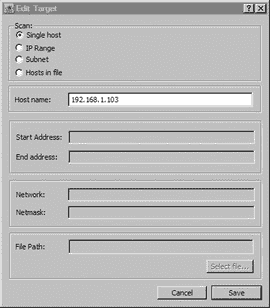 Edit Target
Scan:
Single host
IP Range
Subnet
Hosts in file
Host name:
192.168.1.103
Start Address:
End address:
Network:
Netmask:
File Path:
Select file...
Cancel
Save